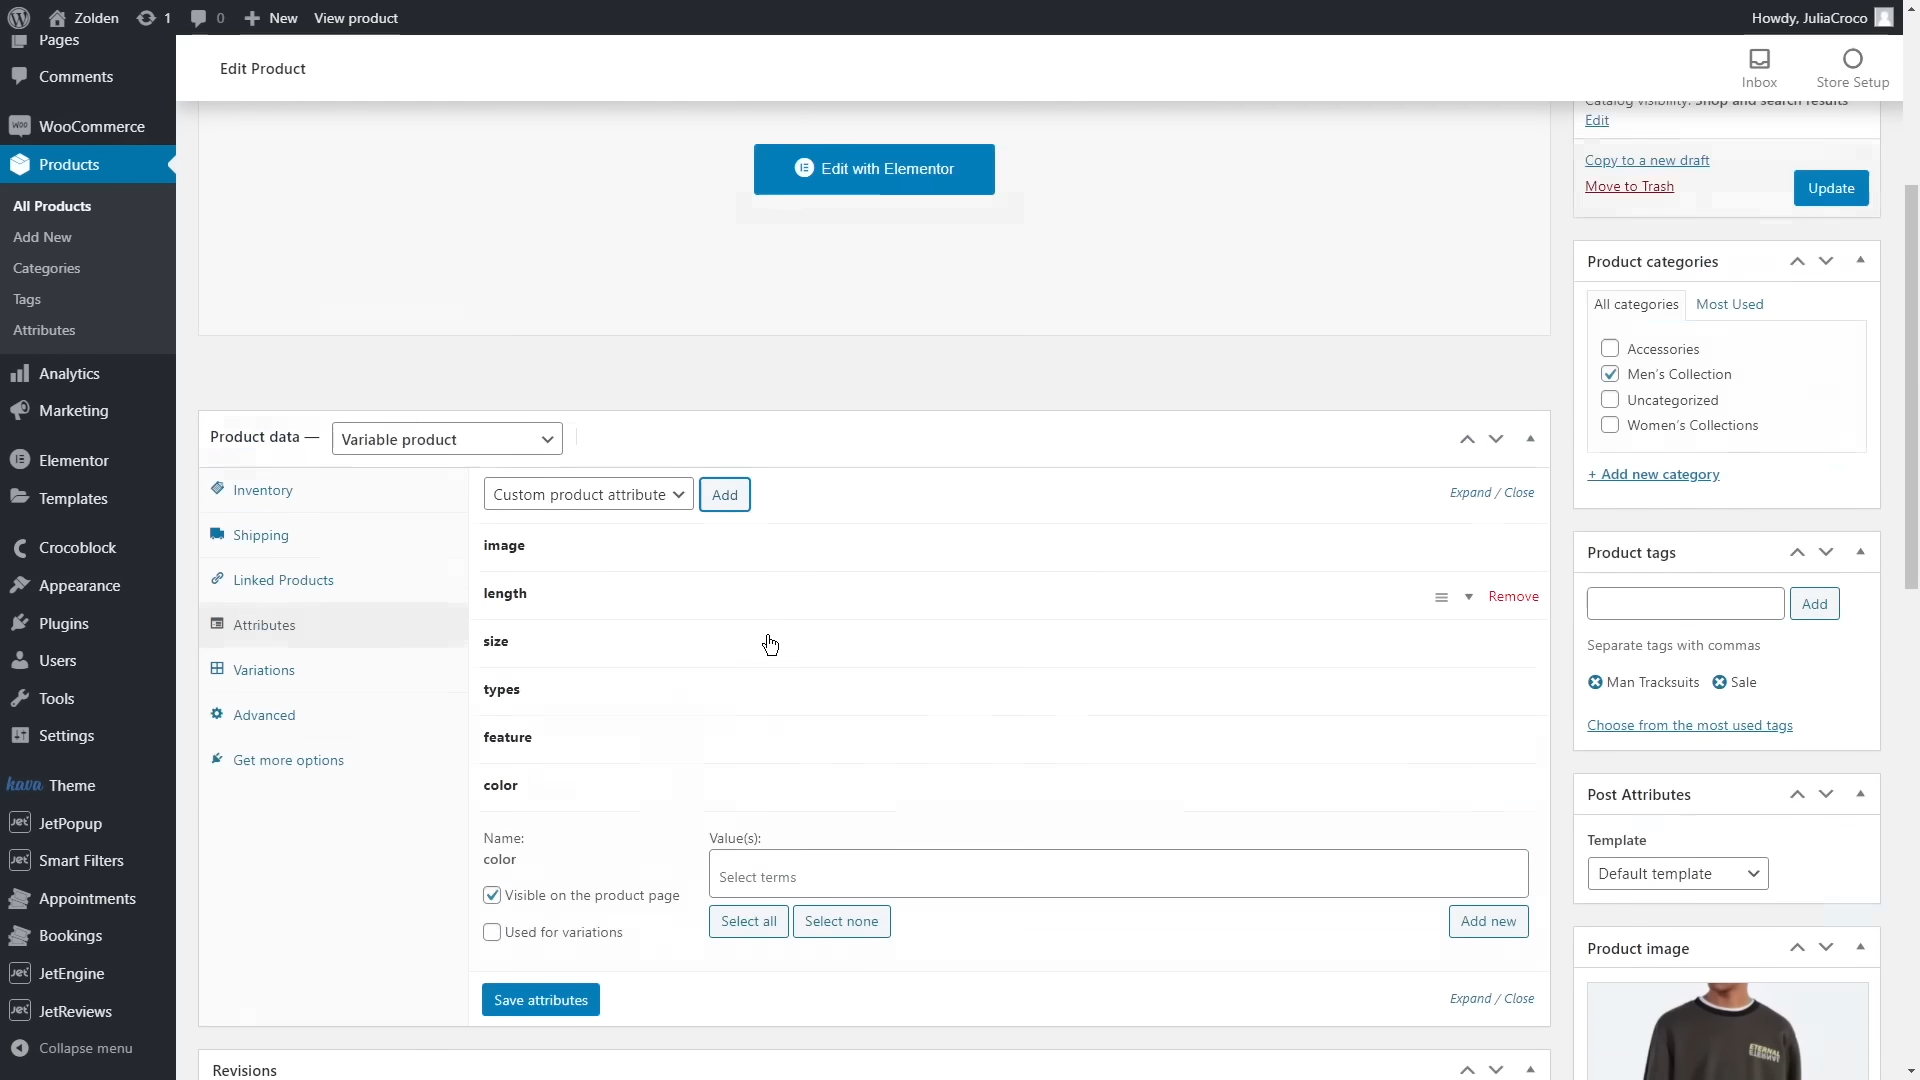 Zolden
1
0
New
View product
Howdy, JuliaCroco
Pages
Comments
WooCommerce
Products
All Products
Add New
Categories
Tags
Attributes
Analytics
Marketing
Elementor
Templates
Crocoblock
Appearance
Plugins
Users
Tools
Settings
hava Theme
JetPopup
Smart Filters
Appointments
Bookings
JetEngine
JetReviews
Collapse menu
Edit Product
Inbox
Store Setup
Edit with Elementor
Product data —
Variable product
Inventory
Shipping
Linked Products
Attributes
Variations
Advanced
Get more options
Custom product attribute
Add
Expand / Close
image
length
Remove
size
types
feature
color
Name:
color
Visible on the product page
Used for variations
Value(s):
Select terms
Select all
Select none
Add new
Save attributes
Expand / Close
Revisions
Catalog visibility: Shop and search results
Edit
Copy to a new draft
Move to Trash
Update
Product categories
All categories
Most Used
Accessories
Men's Collection
Uncategorized
Women's Collections
+ Add new category
Product tags
Add
Separate tags with commas
Man Tracksuits
Sale
Choose from the most used tags
Post Attributes
Template
Default template
Product image
ETERNAL